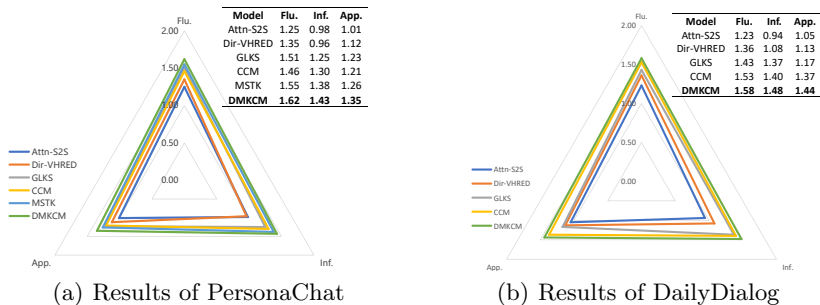 Flu.
2.00
1.50
1.00
0.50
0.00
App.
Inf.
Model Flu. Inf. App.
Attn-S2S 1.25 0.98 1.01
Dir-VHRED 1.35 0.96 1.12
GLKS 1.51 1.25 1.23
CCM 1.46 1.30 1.21
MSTK 1.55 1.38 1.26
DMKCM 1.62 1.43 1.35
Attn-S2S
Dir-VHRED
GLKS
CCM
MSTK
DMKCM
(a) Results of PersonaChat
Flu.
2.00
1.50
1.00
0.50
0.00
App.
Inf.
Model Flu. Inf. App.
Attn-S2S 1.23 0.94 1.05
Dir-VHRED 1.36 1.08 1.13
GLKS 1.43 1.37 1.17
CCM 1.53 1.40 1.37
DMKCM 1.58 1.48 1.44
Attn-S2S
Dir-VHRED
GLKS
CCM
DMKCM
(b) Results of DailyDialog